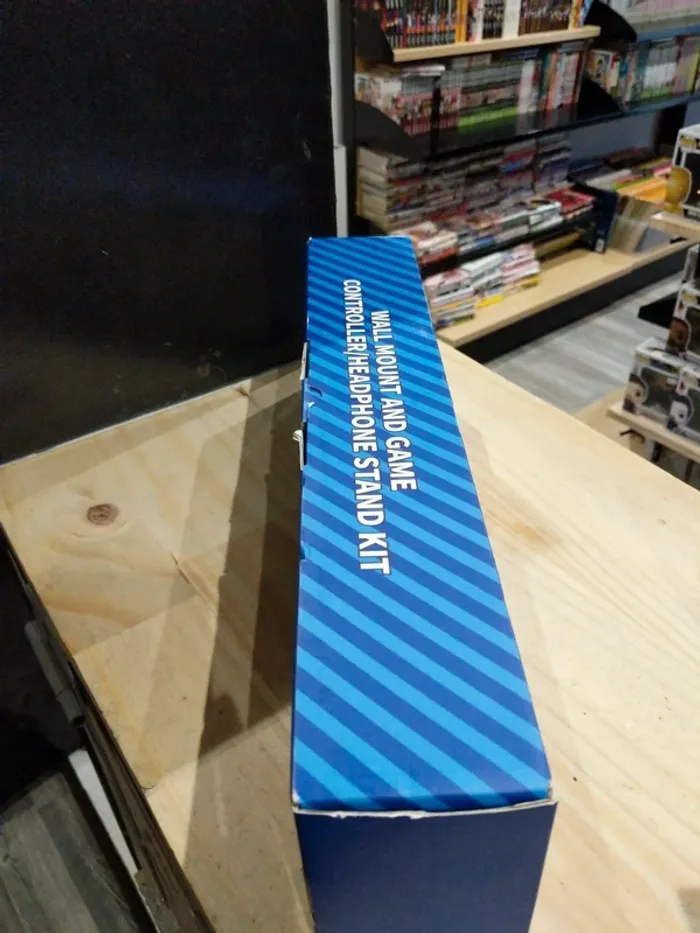 WALL MOUNT AND GAME
CONTROLLER/HEADPHONE STAND KIT